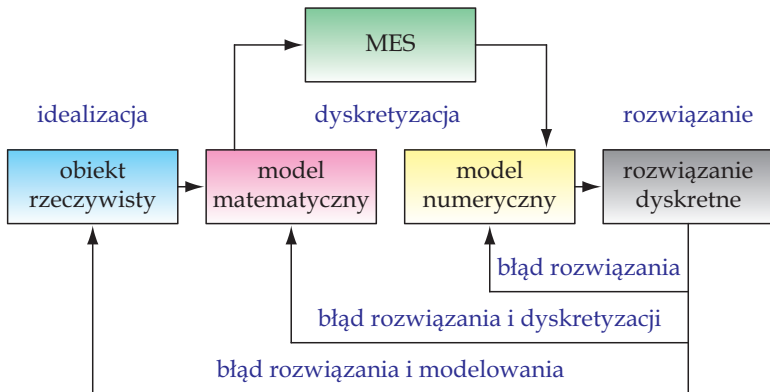 MES
idealizacja
dyskretyzacja
rozwiązanie
obiekt
rzeczywisty
model
matematyczny
model
numeryczny
rozwiązanie
dyskretne
błąd rozwiązania
błąd rozwiązania i dyskretyzacji
błąd rozwiązania i modelowania